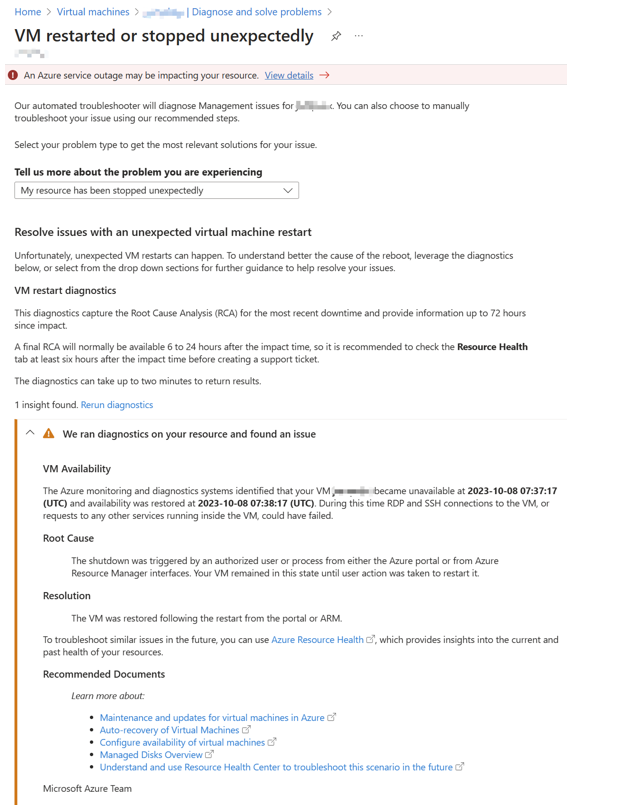 Home > Virtual machines > | Diagnose and solve problems >
VM restarted or stopped unexpectedly
An Azure service outage may be impacting your resource. View details →
Our automated troubleshooter will diagnose Management issues for . You can also choose to manually
troubleshoot your issue using our recommended steps.
Select your problem type to get the most relevant solutions for your issue.
Tell us more about the problem you are experiencing
My resource has been stopped unexpectedly
Resolve issues with an unexpected virtual machine restart
Unfortunately, unexpected VM restarts can happen. To understand better the cause of the reboot, leverage the diagnostics
below, or select from the drop down sections for further guidance to help resolve your issues.
VM restart diagnostics
This diagnostics capture the Root Cause Analysis (RCA) for the most recent downtime and provide information up to 72 hours
since impact.
A final RCA will normally be available 6 to 24 hours after the impact time, so it is recommended to check the Resource Health
tab at least six hours after the impact time before creating a support ticket.
The diagnostics can take up to two minutes to return results.
1 insight found. Rerun diagnostics
We ran diagnostics on your resource and found an issue
VM Availability
The Azure monitoring and diagnostics systems identified that your VM became unavailable at 2023-10-08 07:37:17
(UTC) and availability was restored at 2023-10-08 07:38:17 (UTC). During this time RDP and SSH connections to the VM, or
requests to any other services running inside the VM, could have failed.
Root Cause
The shutdown was triggered by an authorized user or process from either the Azure portal or from Azure
Resource Manager interfaces. Your VM remained in this state until user action was taken to restart it.
Resolution
The VM was restored following the restart from the portal or ARM.
To troubleshoot similar issues in the future, you can use Azure Resource Health, which provides insights into the current and
past health of your resources.
Recommended Documents
Learn more about:
• Maintenance and updates for virtual machines in Azure
• Auto-recovery of Virtual Machines
• Configure availability of virtual machines
• Managed Disks Overview
• Understand and use Resource Health Center to troubleshoot this scenario in the future
Microsoft Azure Team